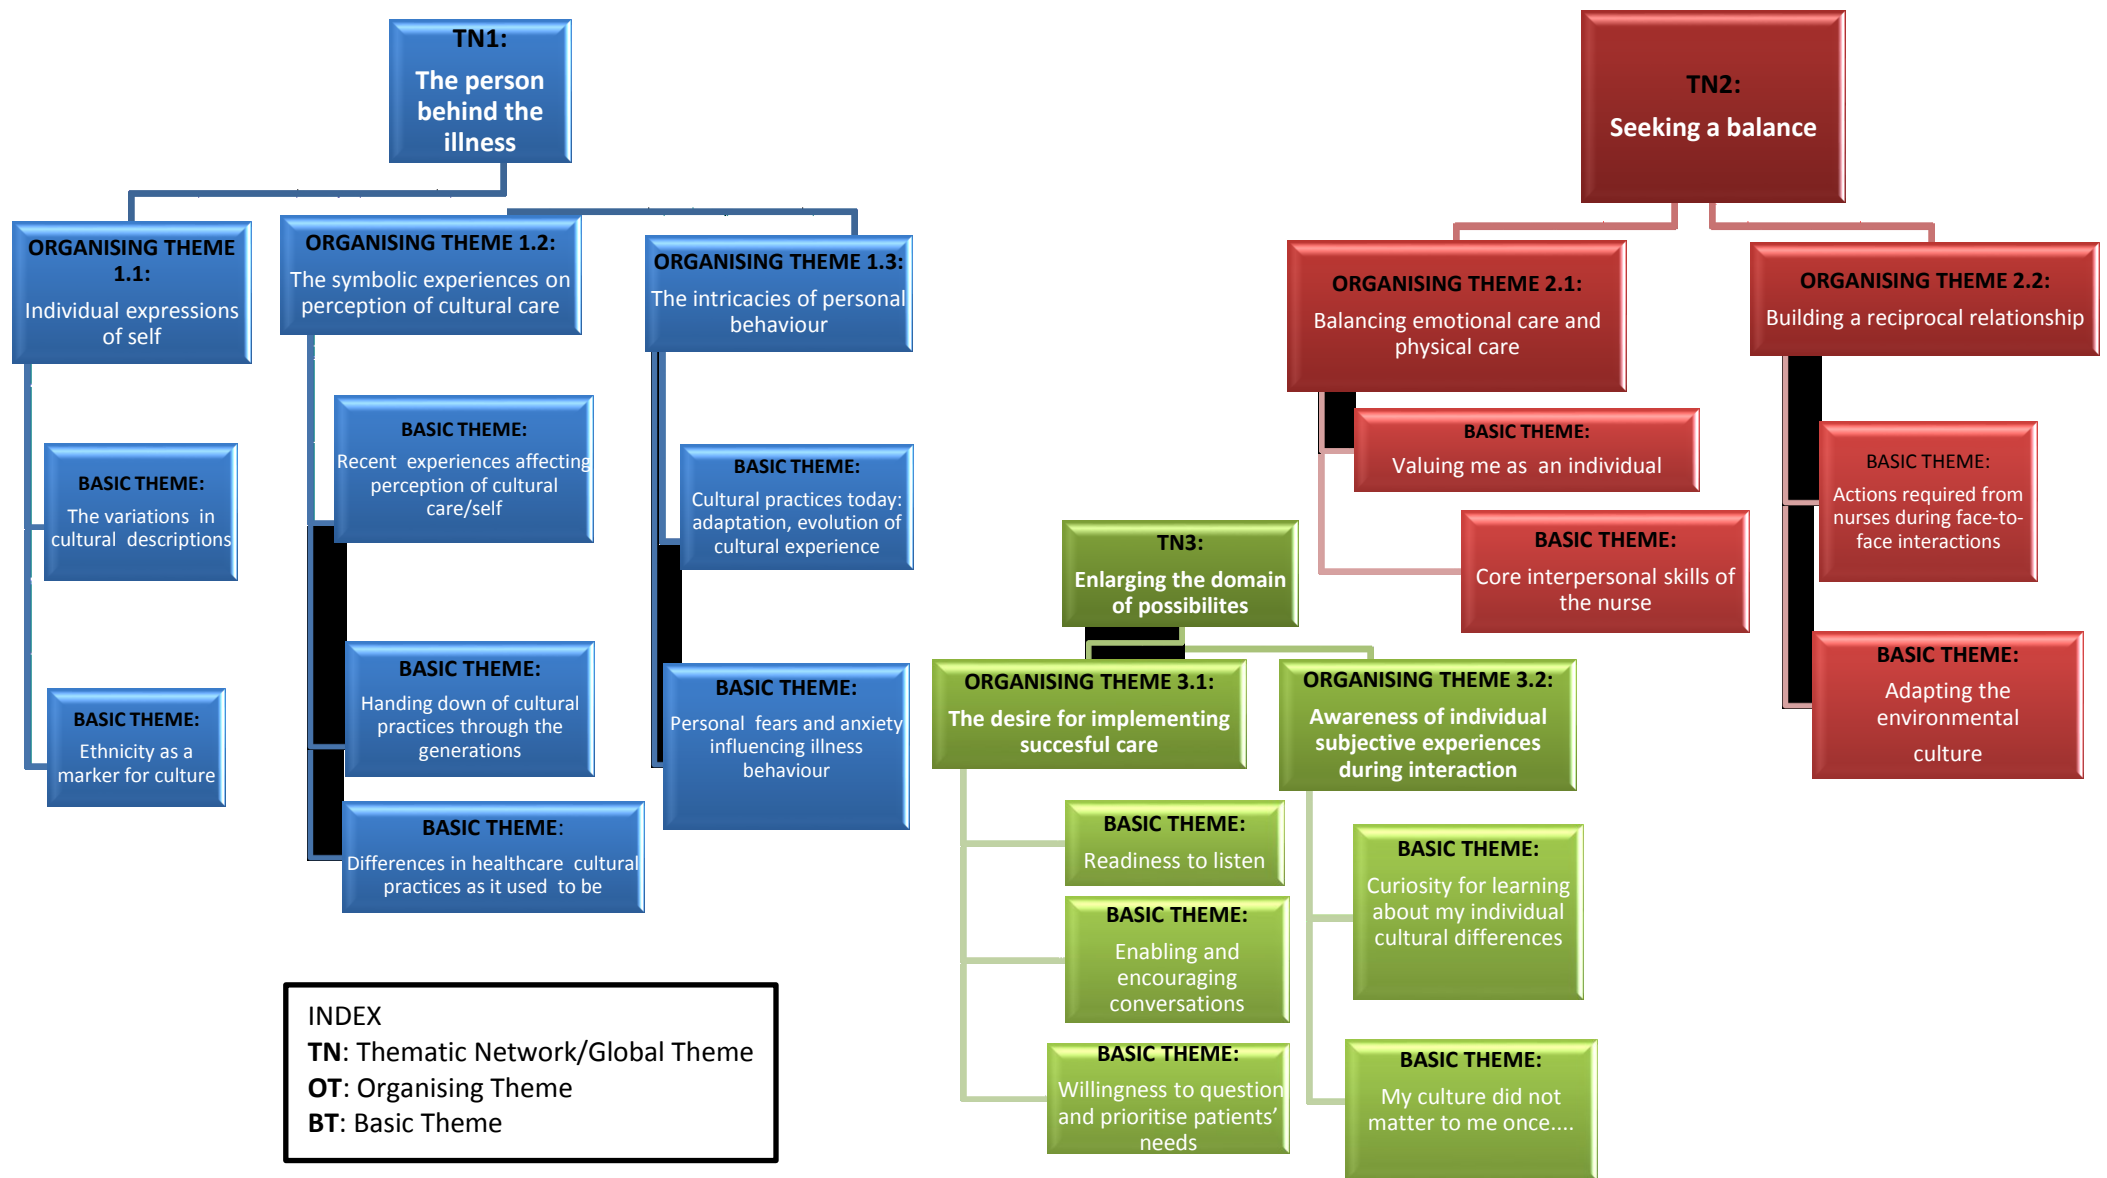 TN1:
The person
behind the
illness
ORGANISING THEME
1.1:
Individual expressions
of self
BASIC THEME:
The variations in
cultural descriptions
BASIC THEME:
Ethnicity as a
marker for culture
ORGANISING THEME 1.2:
The symbolic experiences on
perception of cultural care
BASIC THEME:
Recent experiences affecting
perception of cultural
care/self
BASIC THEME:
Handing down of cultural
practices through the
generations
BASIC THEME:
Differences in healthcare cultural
practices as it used to be
ORGANISING THEME 1.3:
The intricacies of personal
behaviour
BASIC THEME:
Cultural practices today:
adaptation, evolution of
cultural experience
BASIC THEME:
Personal fears and anxiety
influencing illness
behaviour
TN2:
Seeking a balance
ORGANISING THEME 2.1:
Balancing emotional care and
physical care
BASIC THEME:
Valuing me as an individual
BASIC THEME:
Core interpersonal skills of
the nurse
ORGANISING THEME 2.2:
Building a reciprocal relationship
BASIC THEME:
Actions required from
nurses during face-to-
face interactions
BASIC THEME:
Adapting the
environmental
culture
TN3:
Enlarging the domain
of possibilites
ORGANISING THEME 3.1:
The desire for implementing
succesful care
BASIC THEME:
Readiness to listen
BASIC THEME:
Enabling and
encouraging
conversations
BASIC THEME:
Willingness to question
and prioritise patients’
needs
ORGANISING THEME 3.2:
Awareness of individual
subjective experiences
during interaction
BASIC THEME:
Curiosity for learning
about my individual
cultural differences
BASIC THEME:
My culture did not
matter to me once....
INDEX
TN: Thematic Network/Global Theme
OT: Organising Theme
BT: Basic Theme